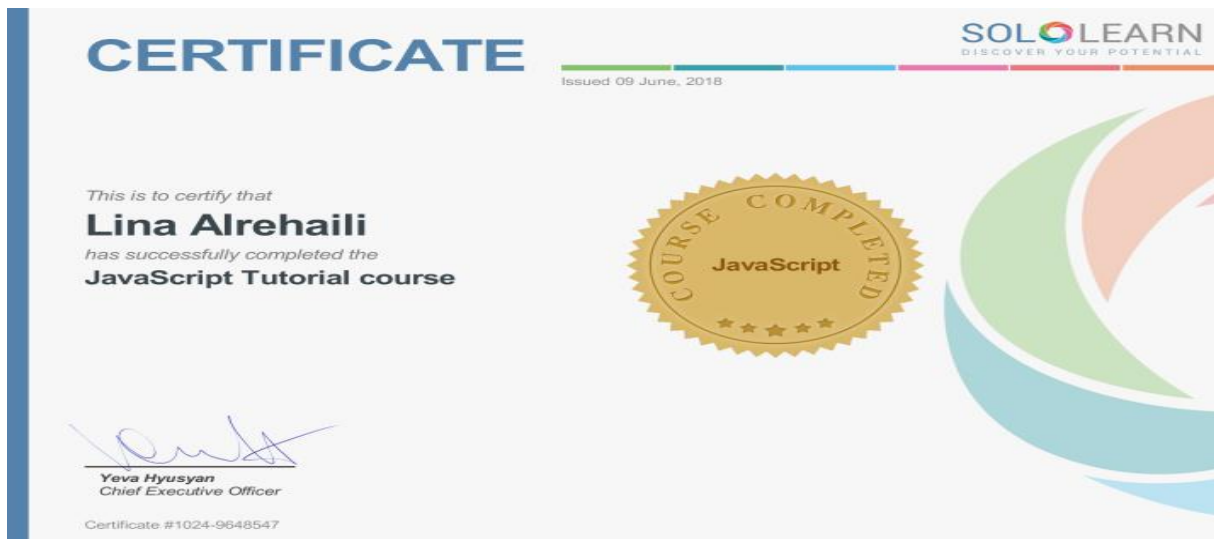 CERTIFICATE
SOLOLEARN
DISCOVER YOUR POTENTIAL
Issued 09 June, 2018
This is to certify that
Lina Alrehaili
has successfully completed the
JavaScript Tutorial course
COURSE COMPLETED
JavaScript
Yeva Hyusyan
Chief Executive Officer
Certificate #1024-9648547